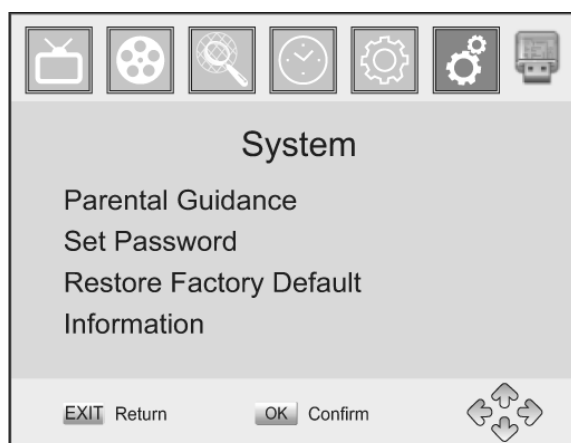 System
Parental Guidance
Set Password
Restore Factory Default
Information
EXIT Return OK Confirm